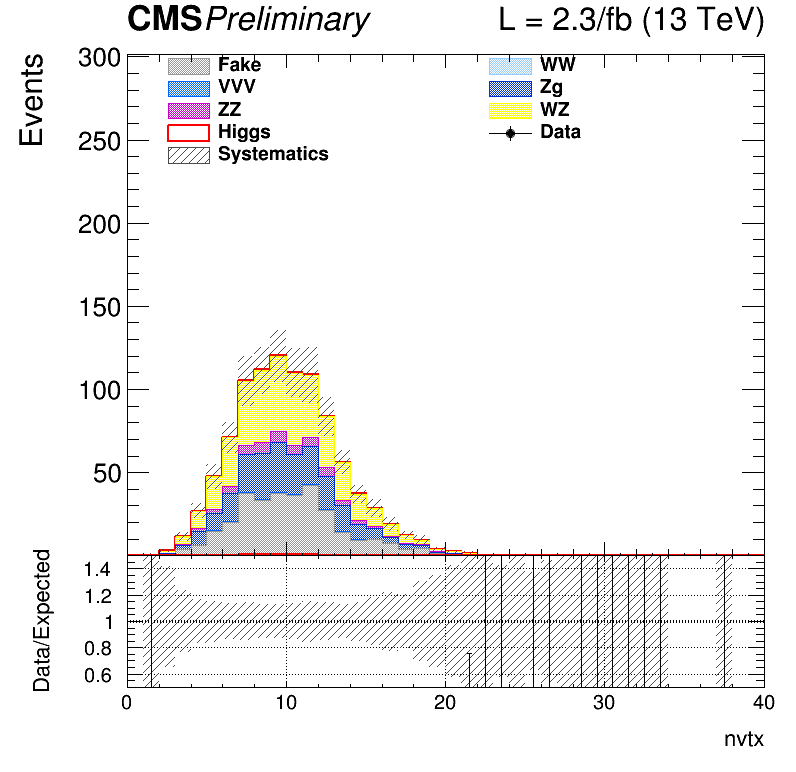 CMS Preliminary L = 2.3/fb (13 TeV)
Events
300
250
200
150
100
50
Fake WW
VVV Zg
ZZ WZ
Higgs Data
Systematics
Data/Expected
1.4
1.2
1
0.8
0.6
0 10 20 30 40
nvtx